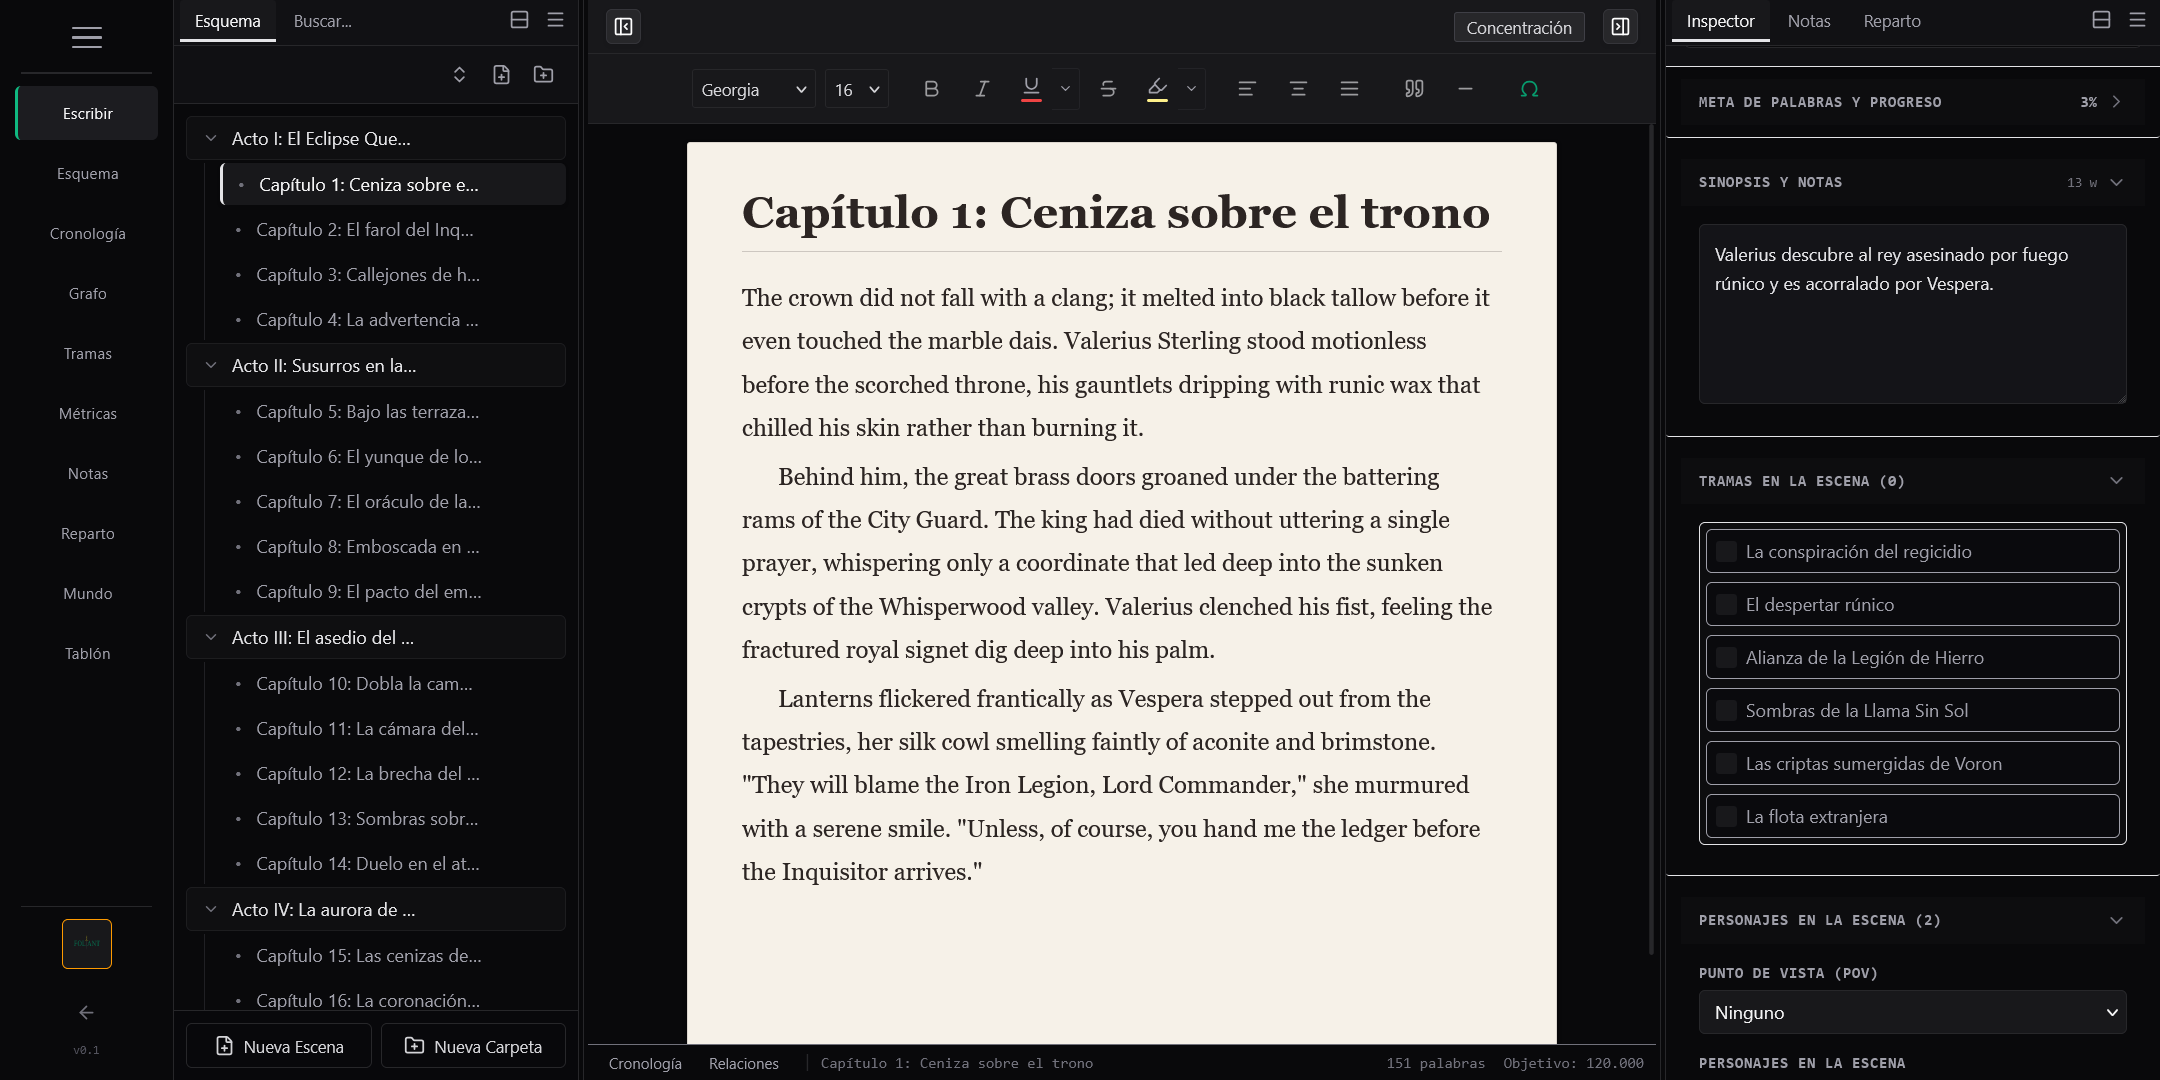 Escribir
Esquema
Cronología
Grafo
Tramas
Métricas
Notas
Reparto
Mundo
Tablón
v0.1
Esquema
Buscar...
Acto I: El Eclipse Que...
Capítulo 1: Ceniza sobre e...
Capítulo 2: El farol del Inq...
Capítulo 3: Callejones de h...
Capítulo 4: La advertencia ...
Acto II: Susurros en la...
Capítulo 5: Bajo las terraza...
Capítulo 6: El yunque de lo...
Capítulo 7: El oráculo de la...
Capítulo 8: Emboscada en ...
Capítulo 9: El pacto del em...
Acto III: El asedio del ...
Capítulo 10: Dobla la cam...
Capítulo 11: La cámara del...
Capítulo 12: La brecha del ...
Capítulo 13: Sombras sobr...
Capítulo 14: Duelo en el at...
Acto IV: La aurora de ...
Capítulo 15: Las cenizas de...
Capítulo 16: La coronación...
Nueva Escena
Nueva Carpeta
Concentración
Georgia
16
Capítulo 1: Ceniza sobre el trono
The crown did not fall with a clang; it melted into black tallow before it
even touched the marble dais. Valerius Sterling stood motionless
before the scorched throne, his gauntlets dripping with runic wax that
chilled his skin rather than burning it.
Behind him, the great brass doors groaned under the battering
rams of the City Guard. The king had died without uttering a single
prayer, whispering only a coordinate that led deep into the sunken
crypts of the Whisperwood valley. Valerius clenched his fist, feeling the
fractured royal signet dig deep into his palm.
Lanterns flickered frantically as Vespera stepped out from the
tapestries, her silk cowl smelling faintly of aconite and brimstone.
"They will blame the Iron Legion, Lord Commander," she murmured
with a serene smile. "Unless, of course, you hand me the ledger before
the Inquisitor arrives."
Cronología
Relaciones
Capítulo 1: Ceniza sobre el trono
151 palabras
Objetivo: 120.000
Inspector
Notas
Reparto
META DE PALABRAS Y PROGRESO
3%
SINOPSIS Y NOTAS
13 w
Valerius descubre al rey asesinado por fuego
rúnico y es acorralado por Vespera.
TRAMAS EN LA ESCENA (0)
La conspiración del regicidio
El despertar rúnico
Alianza de la Legión de Hierro
Sombras de la Llama Sin Sol
Las criptas sumergidas de Voron
La flota extranjera
PERSONAJES EN LA ESCENA (2)
PUNTO DE VISTA (POV)
Ninguno
PERSONAJES EN LA ESCENA